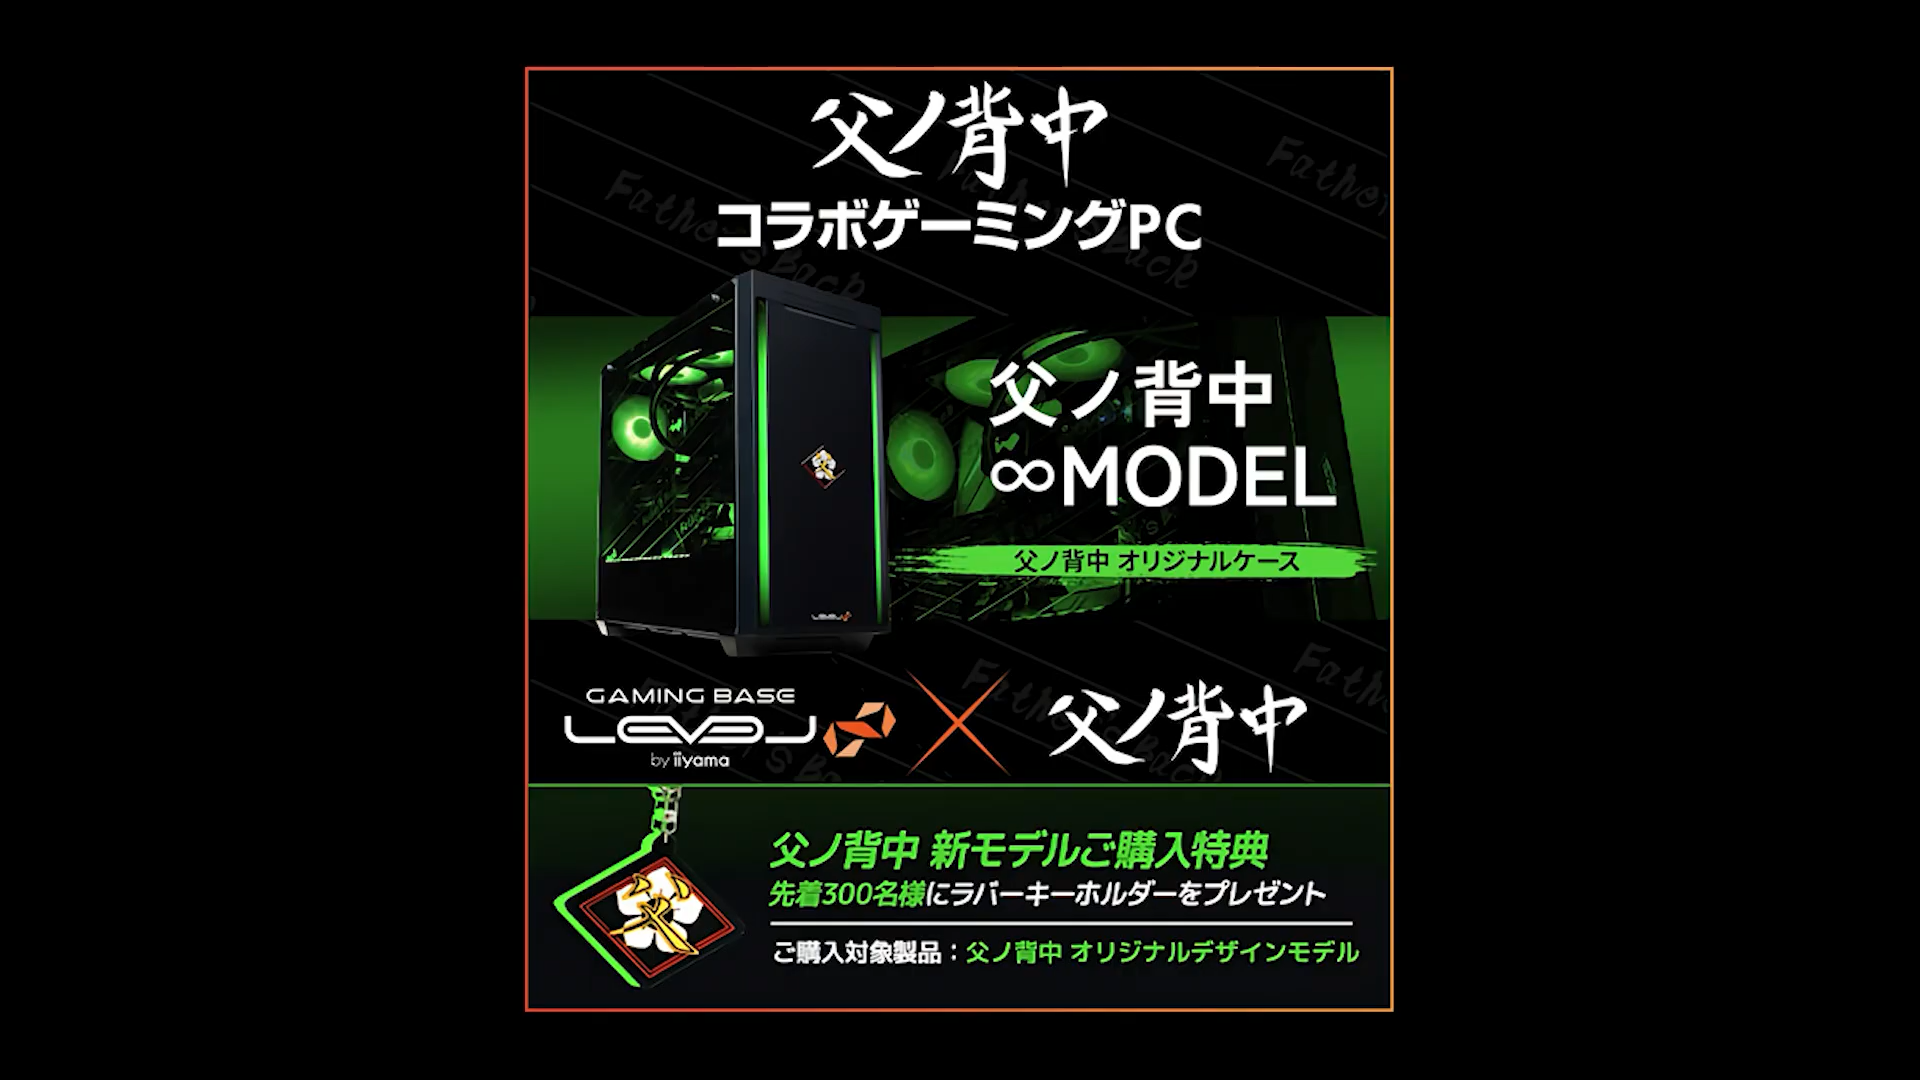 父ノ背中
コラボゲーミングPC
父ノ背中
∞MODEL
父ノ背中 オリジナルケース
GAMING BASE
LEVEL∞
by iiyama
父ノ背中
父ノ背中 新モデルご購入特典
先着300名様にラバーキーホルダーをプレゼント
ご購入対象製品：父ノ背中 オリジナルデザインモデル